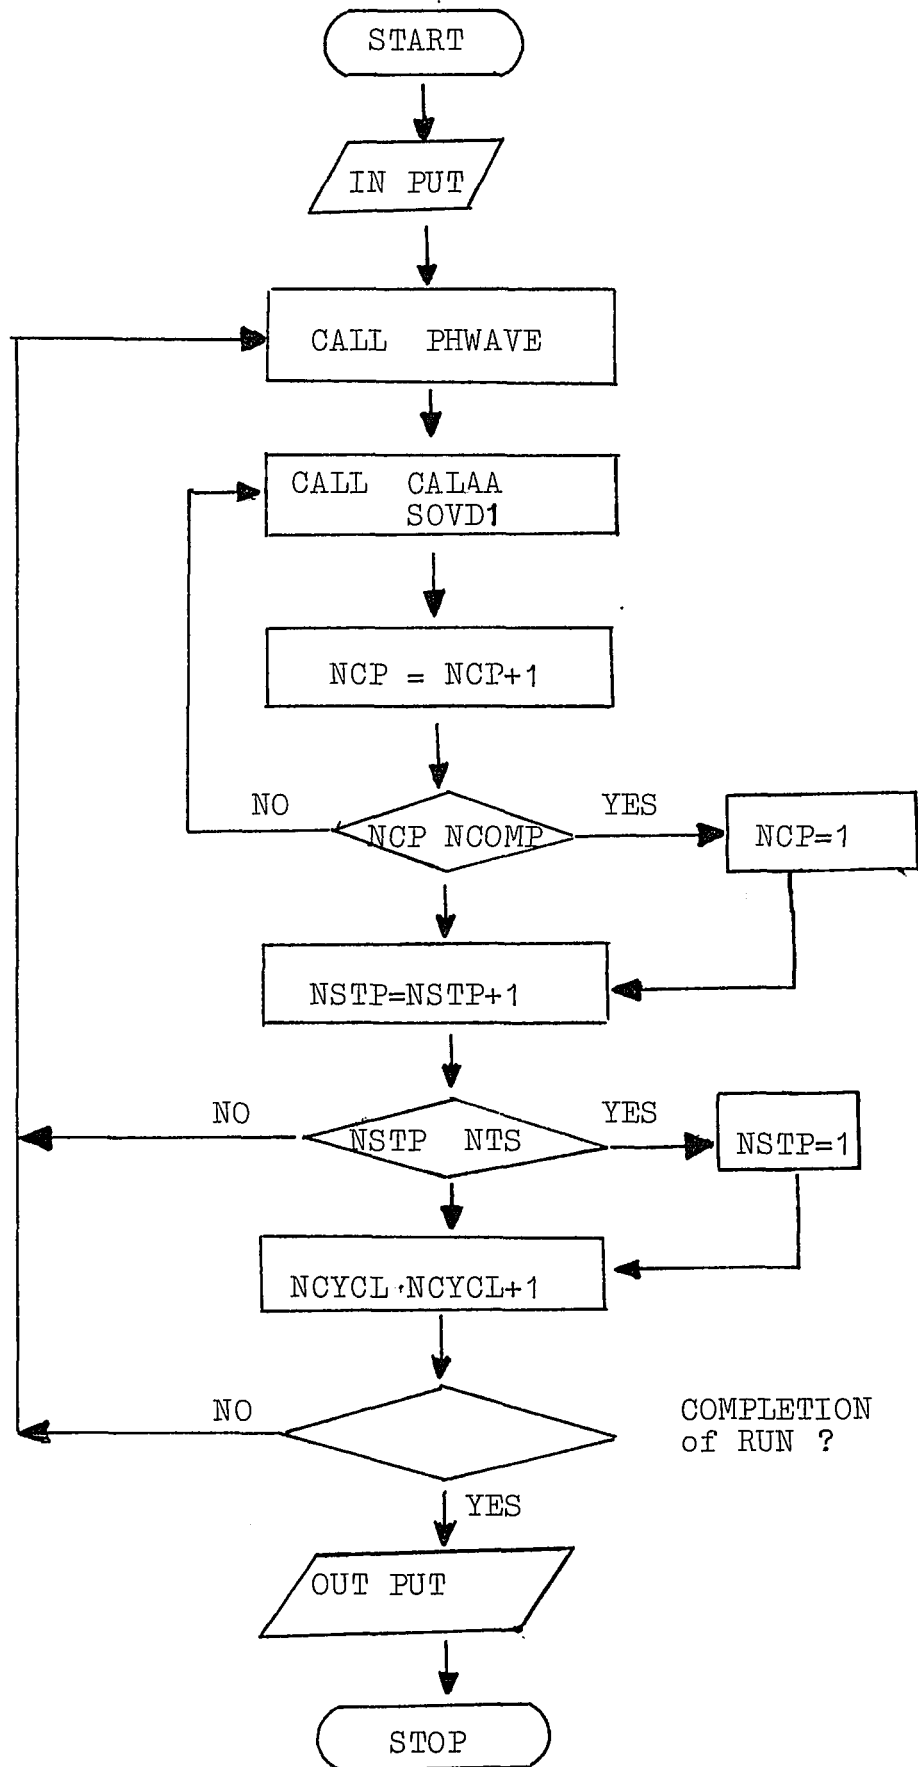 START
IN PUT
CALL PHWAVE
CALL CALAA
SOVD1
NCP = NCP+1
NO
NCP NCOMP
YES
NCP=1
NSTP=NSTP+1
NO
NSTP NTS
YES
NSTP=1
NCYCL NCYCL+1
NO
COMPLETION
of RUN ?
YES
OUT PUT
STOP